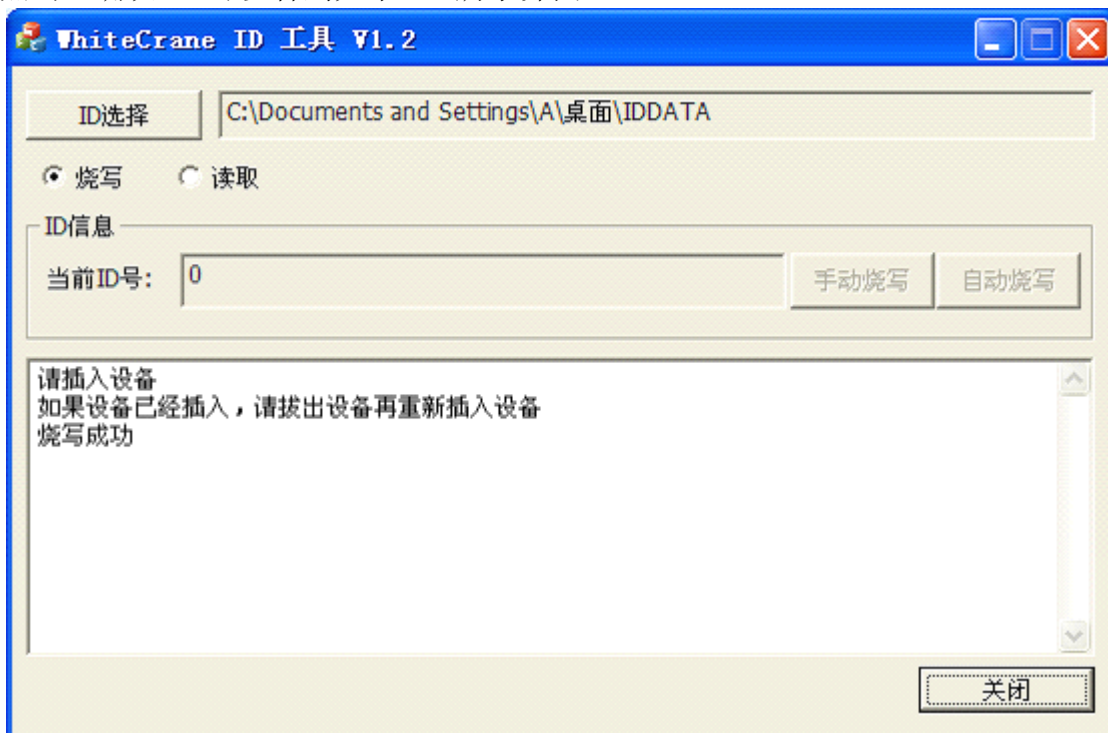 WhiteCrane ID 工具 V1.2
ID选择 C:\Documents and Settings\A\桌面\IDDATA
烧写 读取
ID信息
当前ID号: 0 手动烧写 自动烧写
请插入设备
如果设备已经插入，请拔出设备再重新插入设备
烧写成功
关闭